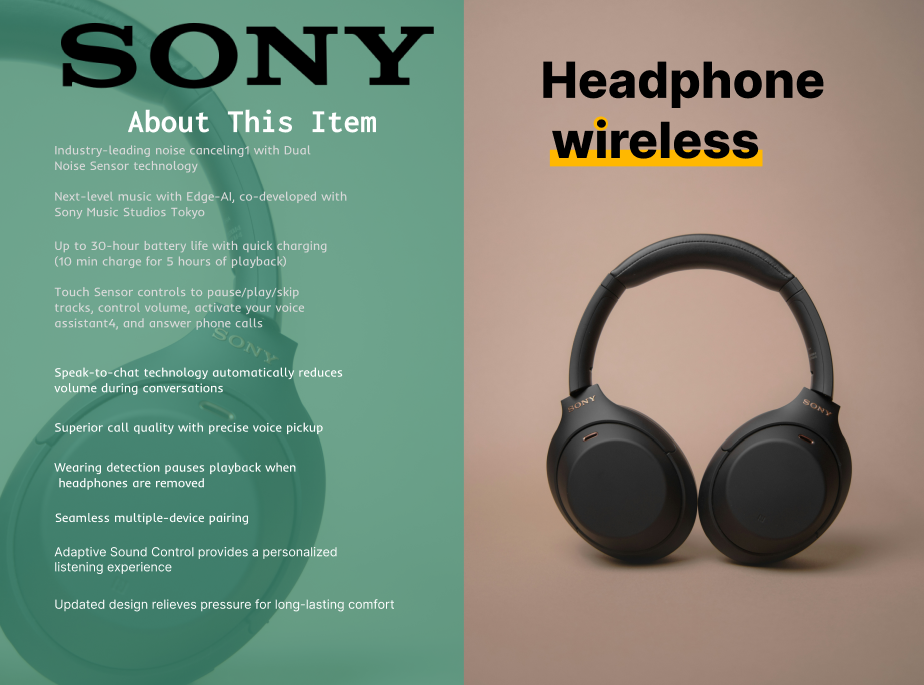 SONY
About This Item
Industry-leading noise canceling1 with Dual
Noise Sensor technology
Next-level music with Edge-AI, co-developed with
Sony Music Studios Tokyo
Up to 30-hour battery life with quick charging
(10 min charge for 5 hours of playback)
Touch Sensor controls to pause/play/skip
tracks, control volume, activate your voice
assistant4, and answer phone calls
SONY
Speak-to-chat technology automatically reduces
volume during conversations
Superior call quality with precise voice pickup
Wearing detection pauses playback when
headphones are removed
Seamless multiple-device pairing
Adaptive Sound Control provides a personalized
listening experience
Updated design relieves pressure for long-lasting comfort
Headphone
wireless
SONY
SONY